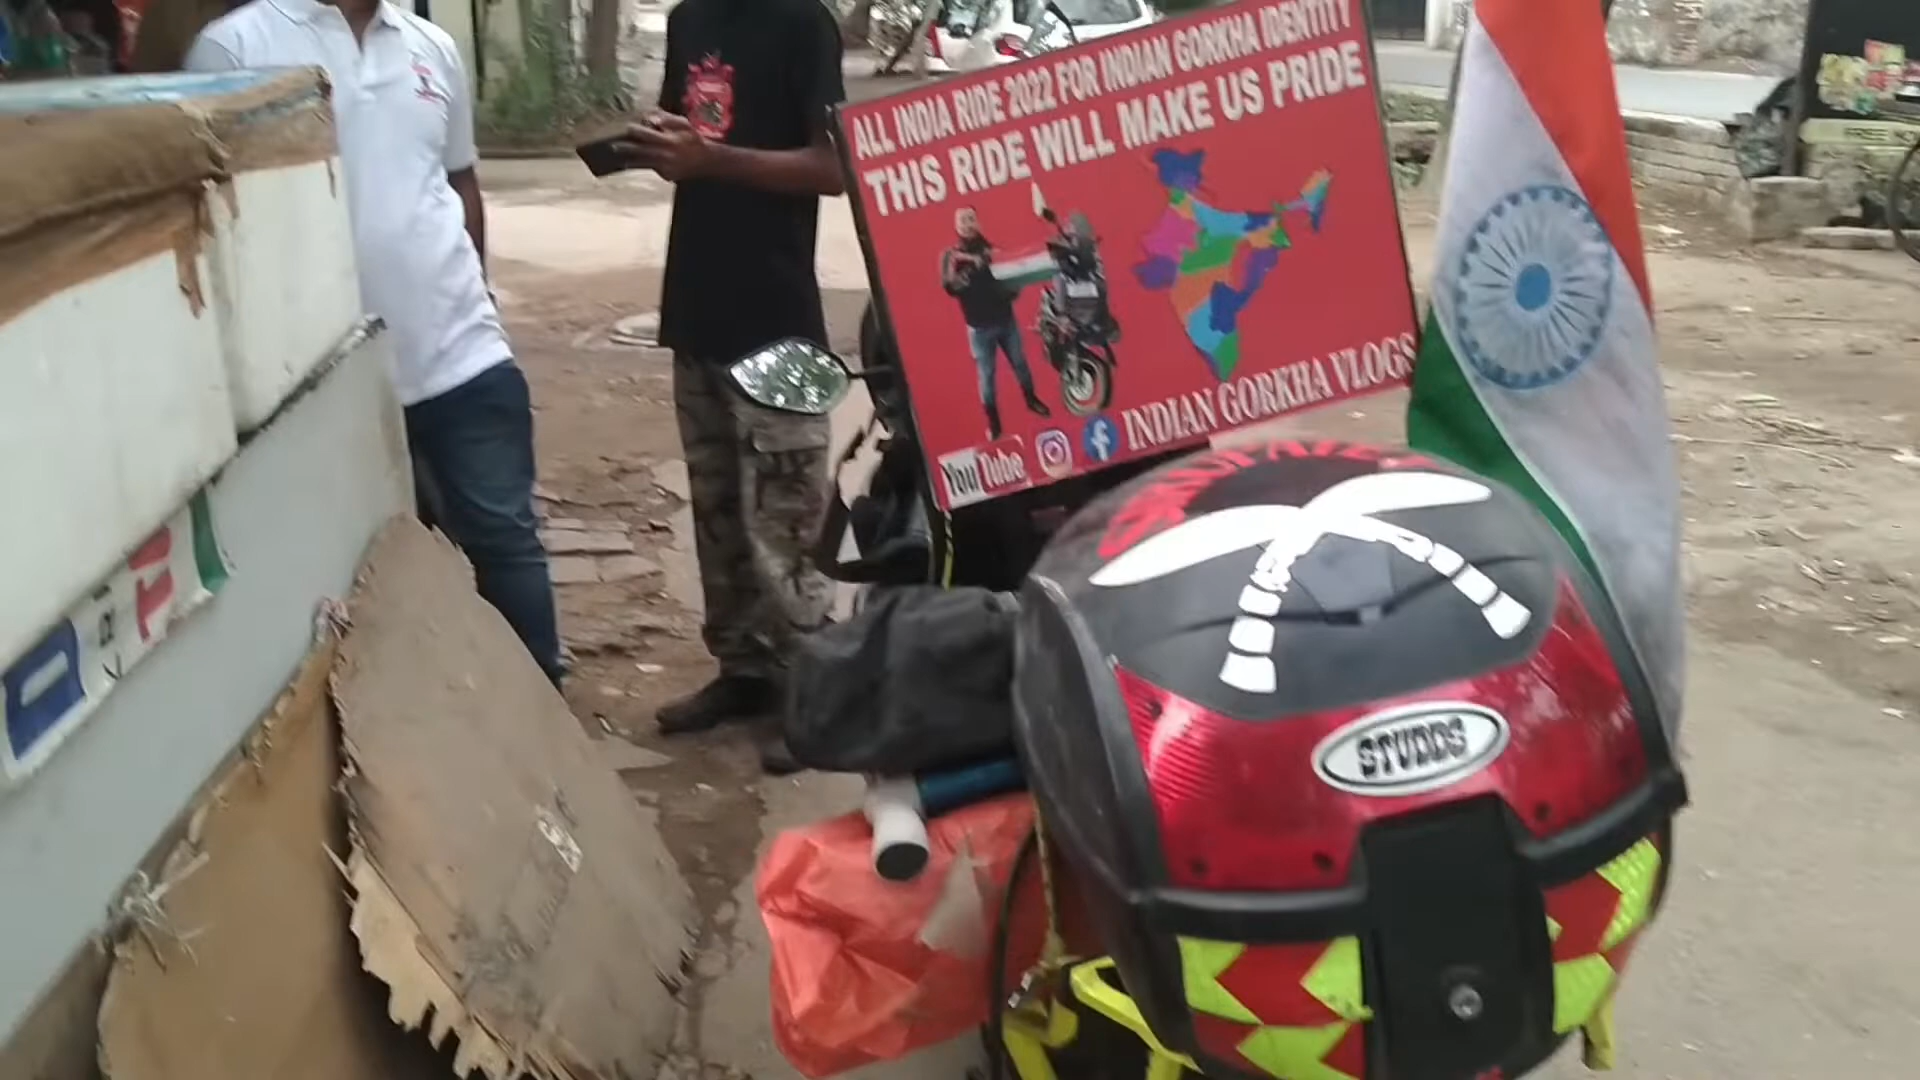 ALL INDIA RIDE 2022 FOR INDIAN GORKHA IDENTITY
THIS RIDE WILL MAKE US PRIDE
INDIAN GORKHA VLOGS
YouTube
STUDDS